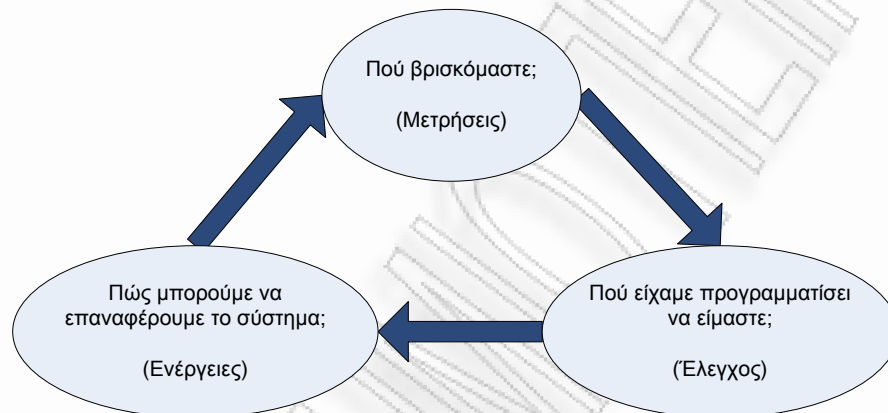 Πού βρισκόμαστε;
(Μετρήσεις)
Πού είχαμε προγραμματίσει
να είμαστε;
(Έλεγχος)
Πώς μπορούμε να
επαναφέρουμε το σύστημα;
(Ενέργειες)